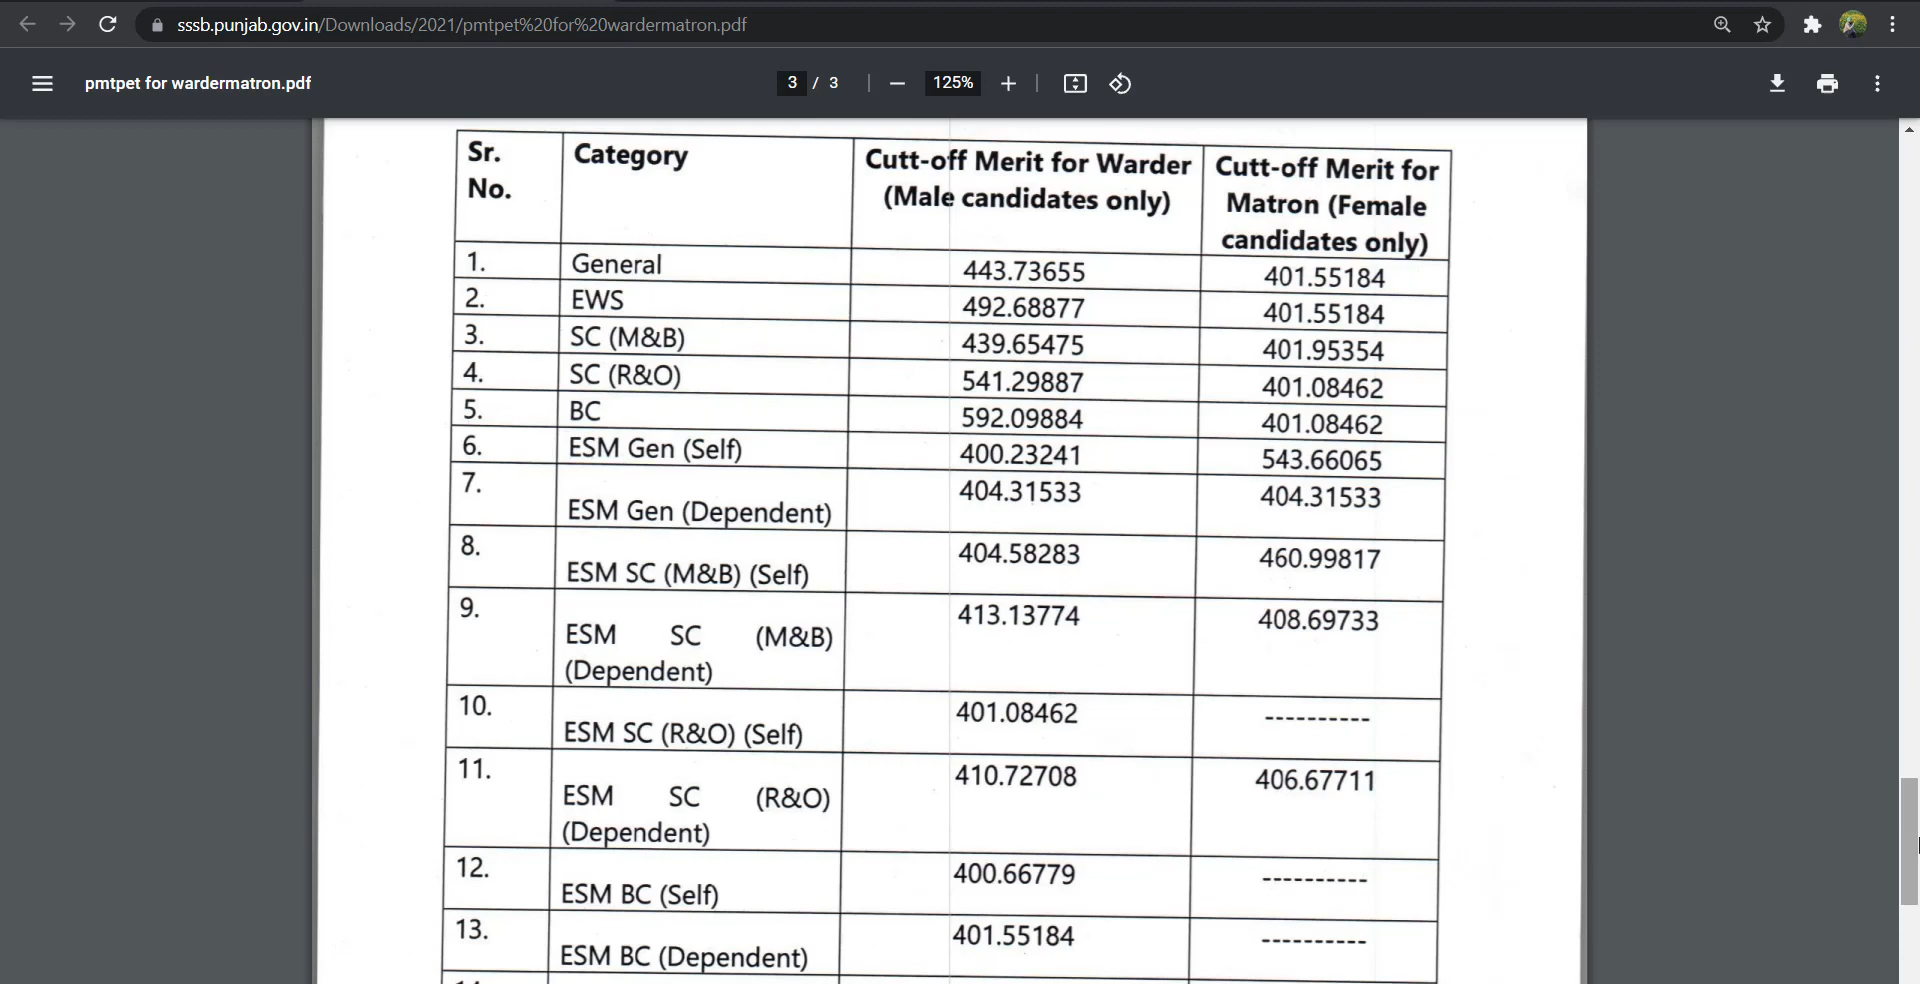 sssb.punjab.gov.in/Downloads/2021/pmtpet%20for%20wardermatron.pdf
pmtpet for wardermatron.pdf 3 / 3 125%
Sr. No. Category Cutt-off Merit for Warder (Male candidates only) Cutt-off Merit for Matron (Female candidates only)
1. General 443.73655 401.55184
2. EWS 492.68877 401.55184
3. SC (M&B) 439.65475 401.95354
4. SC (R&O) 541.29887 401.08462
5. BC 592.09884 401.08462
6. ESM Gen (Self) 400.23241 543.66065
7. ESM Gen (Dependent) 404.31533 404.31533
8. ESM SC (M&B) (Self) 404.58283 460.99817
9. ESM SC (M&B) (Dependent) 413.13774 408.69733
10. ESM SC (R&O) (Self) 401.08462 ----------
11. ESM SC (R&O) (Dependent) 410.72708 406.67711
12. ESM BC (Self) 400.66779 ----------
13. ESM BC (Dependent) 401.55184 ----------